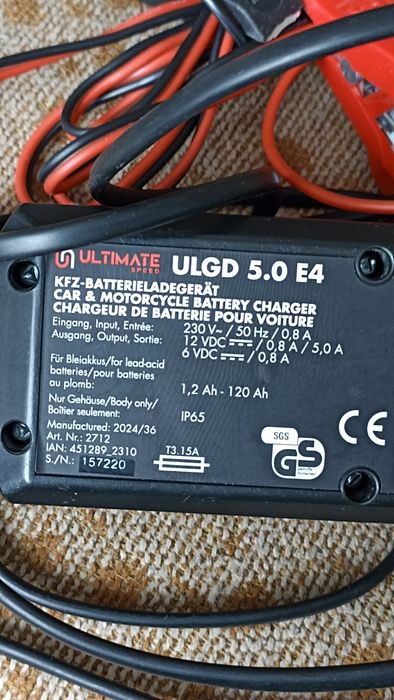 ULTIMATE SPEED ULGD 5.0 E4
KFZ-BATTERIELADEGERÄT
CAR & MOTORCYCLE BATTERY CHARGER
CHARGEUR DE BATTERIE POUR VOITURE
Eingang, Input, Entrée: 230 V~ / 50 Hz / 0,8 A
Ausgang, Output, Sortie: 12 VDC / 0,8 A / 5,0 A
6 VDC / 0,8 A
Für Bleiakkus/for lead-acid
batteries/pour batteries
au plomb: 1,2 Ah - 120 Ah
Nur Gehäuse/Body only/
Boîtier seulement: IP65
Manufactured: 2024/36
Art. Nr.: 2712
IAN: 451289_2310
S./N.: 157220
T3.15A
SGS
GS
geprüfte
Sicherheit
CE